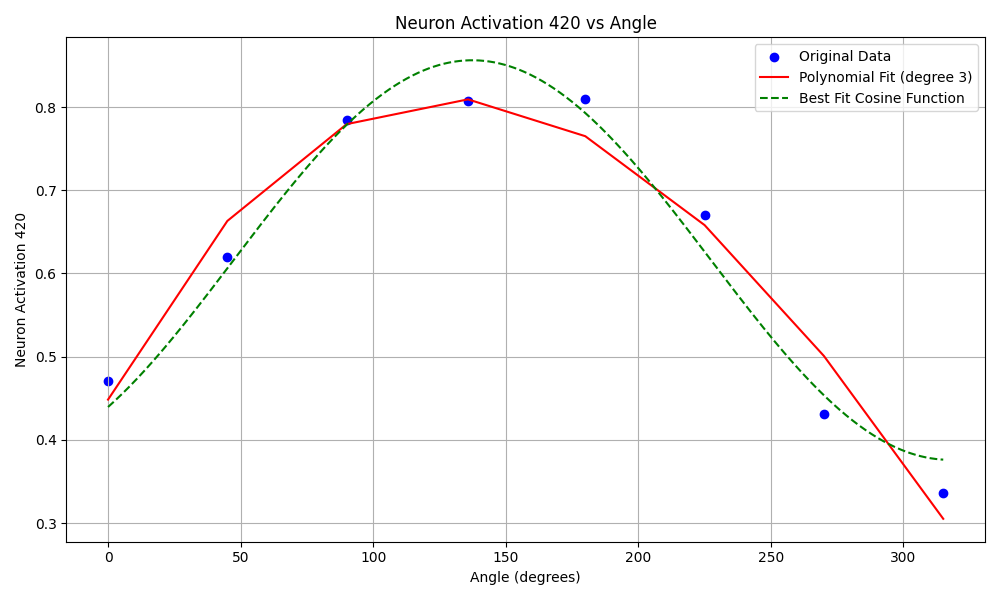 Neuron Activation 420 vs Angle
Original Data
Polynomial Fit (degree 3)
Best Fit Cosine Function
Neuron Activation 420
0.8
0.7
0.6
0.5
0.4
0.3
0
50
100
150
200
250
300
Angle (degrees)